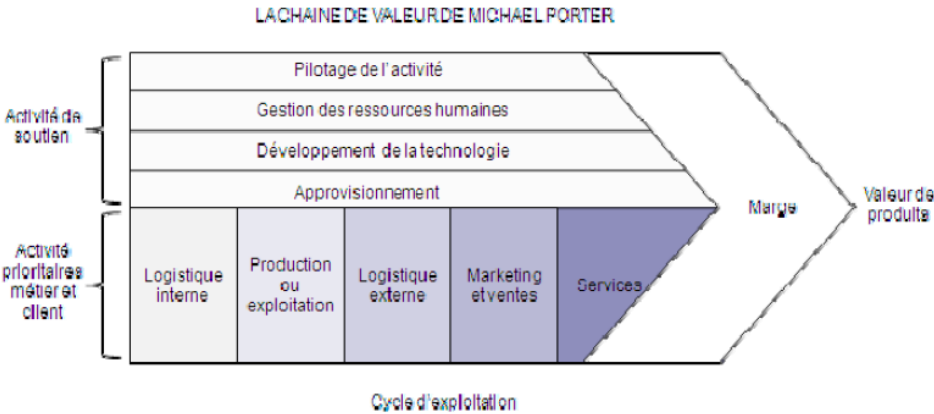 LA CHAINE DE VALEUR DE MICHAEL PORTER
Activité de
soutien
Pilotage de l'activité
Gestion des ressources humaines
Développement de la technologie
Approvisionnement
Activité
prioritaires
métier et
client
Logistique
interne
Production
ou
exploitation
Logistique
externe
Marketing
et ventes
Services
Marge
Valeur de
produits
Cycle d'exploitation